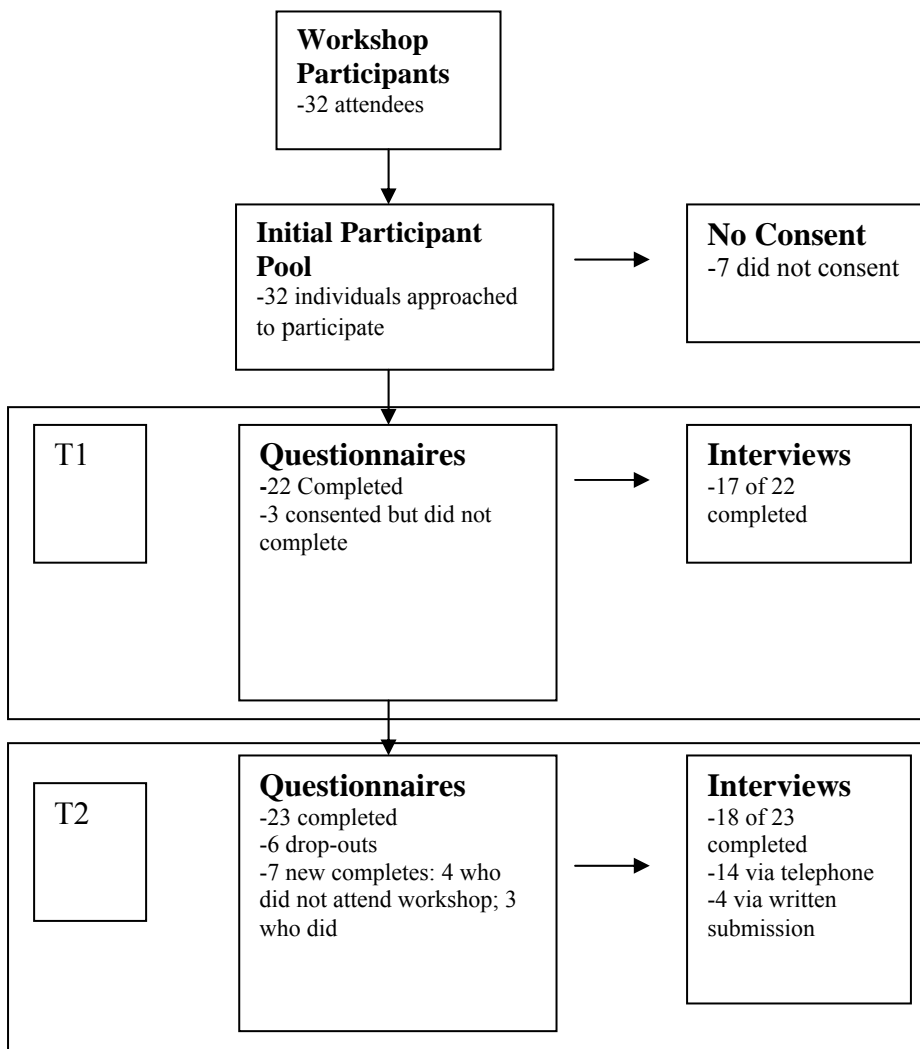 Workshop
Participants
-32 attendees
Initial Participant
Pool
-32 individuals approached
to participate
No Consent
-7 did not consent
T1
Questionnaires
-22 Completed
-3 consented but did not
complete
Interviews
-17 of 22
completed
T2
Questionnaires
-23 completed
-6 drop-outs
-7 new completes: 4 who
did not attend workshop; 3
who did
Interviews
-18 of 23
completed
-14 via telephone
-4 via written
submission